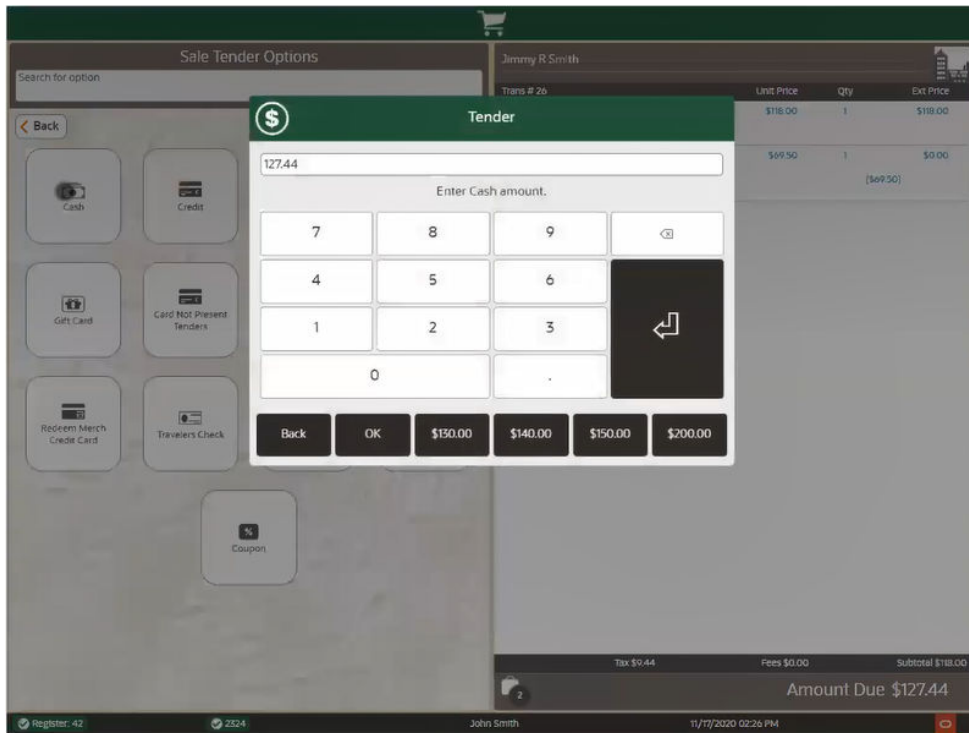 Sale Tender Options
Search for option
Back
Cash
Credit
Gift Card
Card Not Present
Tenders
Redeem Merch
Credit Card
Travelers Check
Coupon
Jimmy R Smith
Trans # 26
Unit Price Qty Ext Price
$118.00 1 $118.00
$69.50 1 $0.00
[$69.50]
$
Tender
127.44
Enter Cash amount.
7 8 9
4 5 6
1 2 3
0 .
Back OK $130.00 $140.00 $150.00 $200.00
Tax $9.44 Fees $0.00 Subtotal $118.00
2
Amount Due $127.44
Register: 42 2324 John Smith 11/17/2020 02:26 PM